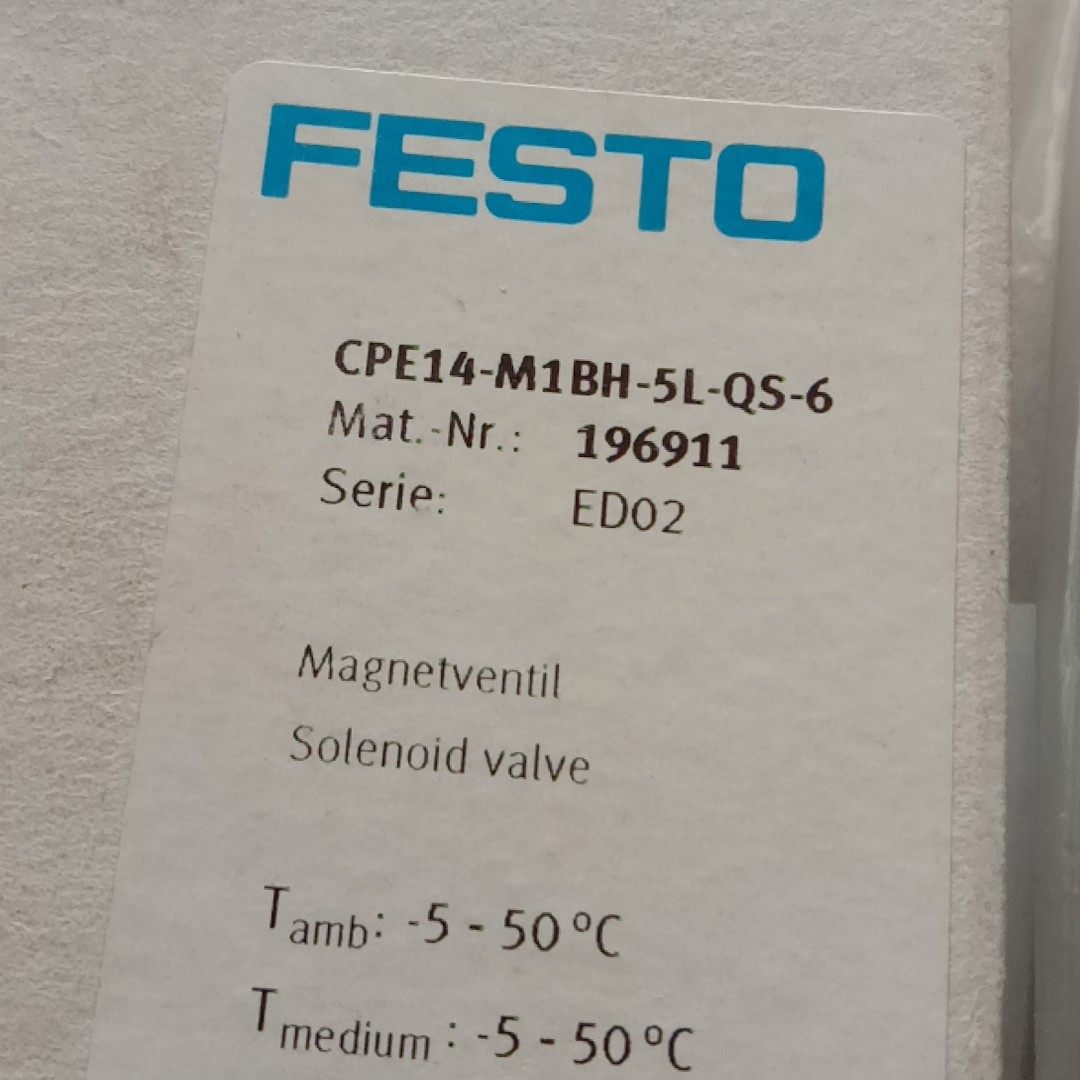 FESTO
CPE14-M1BH-5L-QS-6
Mat.-Nr.: 196911
Serie: ED02
Magnetventil
Solenoid valve
Tamb: -5 - 50 °C
Tmedium : -5 - 50 °C